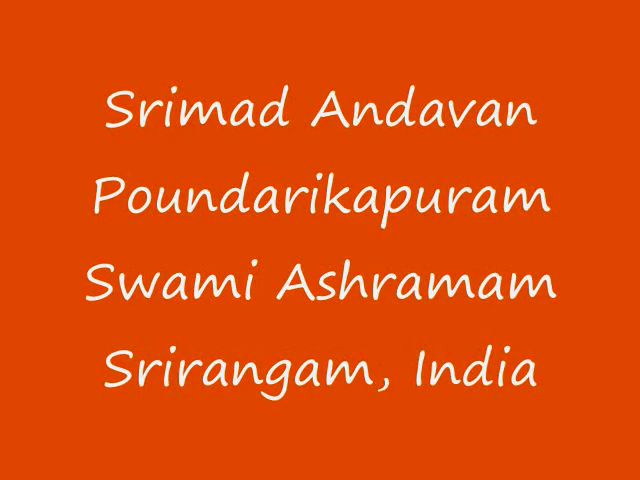 Srimad Andavan
Poundarikapuram
Swami Ashramam
Srirangam, India